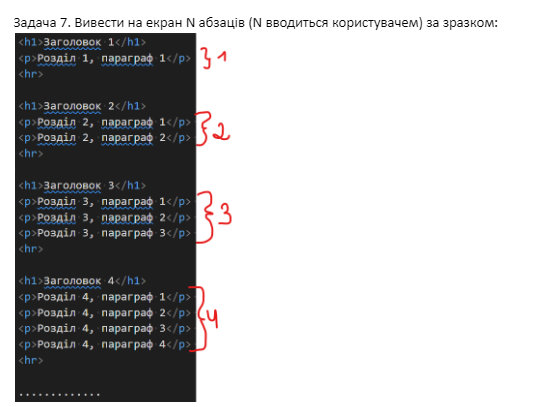 Задача 7. Вивести на екран N абзаців (N вводиться користувачем) за зразком:
<h1>Заголовок 1</h1>
<p>Розділ 1, параграф 1</p> 1
<hr>
<h1>Заголовок 2</h1>
<p>Розділ 2, параграф 1</p>
<p>Розділ 2, параграф 2</p> 2
<hr>
<h1>Заголовок 3</h1>
<p>Розділ 3, параграф 1</p>
<p>Розділ 3, параграф 2</p> 3
<p>Розділ 3, параграф 3</p>
<hr>
<h1>Заголовок 4</h1>
<p>Розділ 4, параграф 1</p>
<p>Розділ 4, параграф 2</p> 4
<p>Розділ 4, параграф 3</p>
<p>Розділ 4, параграф 4</p>
<hr>
.............